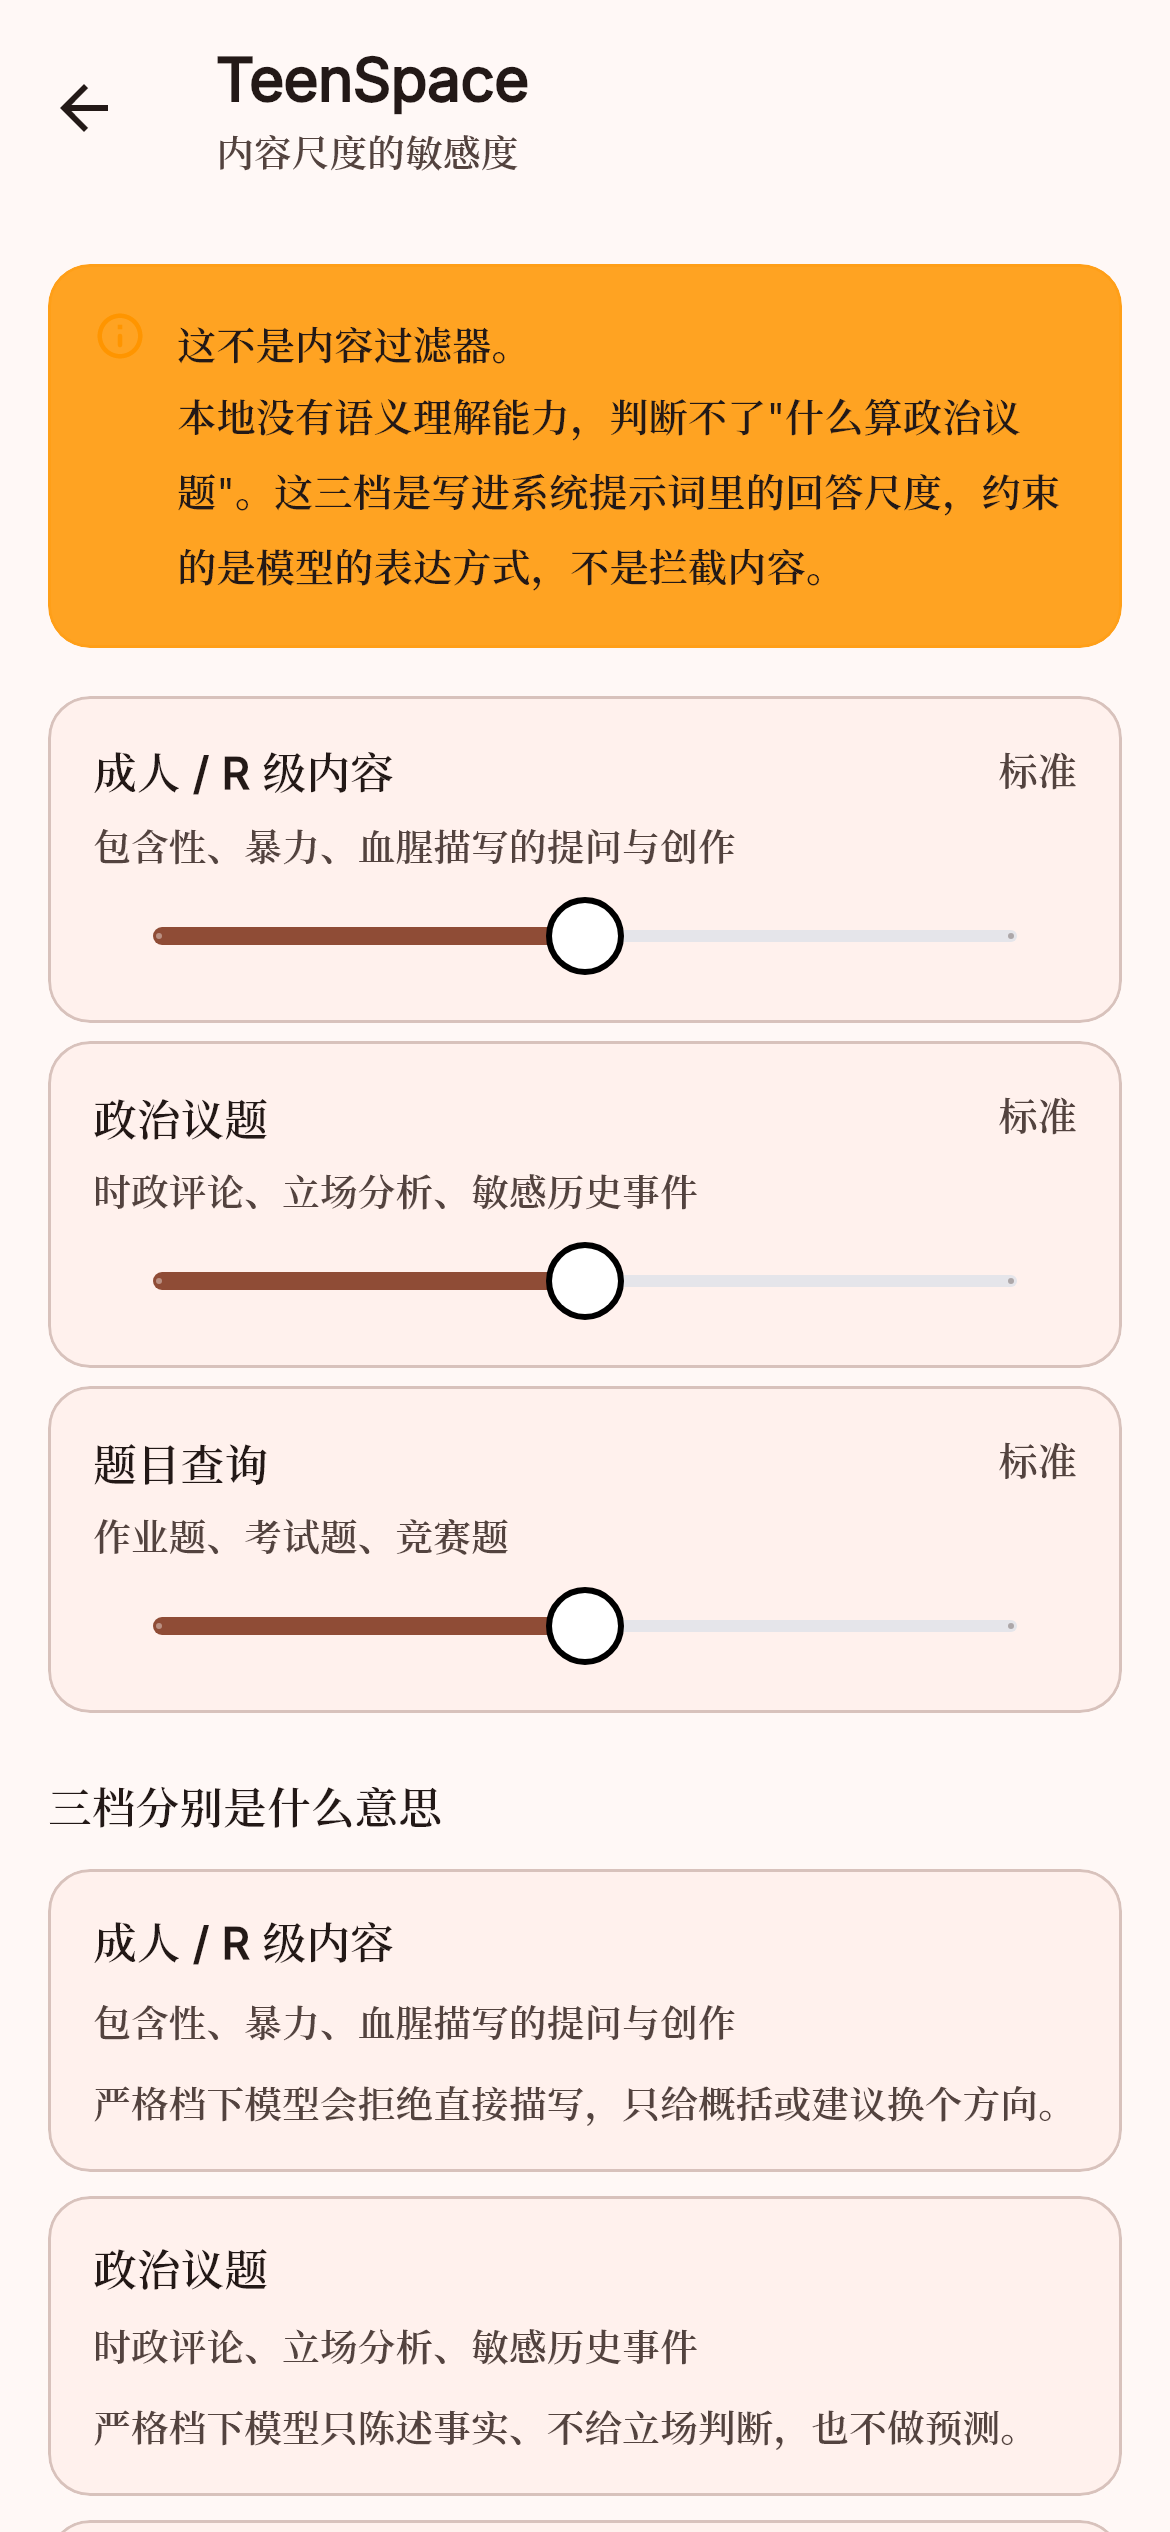 TeenSpace
内容尺度的敏感度
这不是内容过滤器。
本地没有语义理解能力，判断不了"什么算政治议
题"。这三档是写进系统提示词里的回答尺度，约束
的是模型的表达方式，不是拦截内容。
成人 / R 级内容
标准
包含性、暴力、血腥描写的提问与创作
政治议题
标准
时政评论、立场分析、敏感历史事件
题目查询
标准
作业题、考试题、竞赛题
三档分别是什么意思
成人 / R 级内容
包含性、暴力、血腥描写的提问与创作
严格档下模型会拒绝直接描写，只给概括或建议换个方向。
政治议题
时政评论、立场分析、敏感历史事件
严格档下模型只陈述事实、不给立场判断，也不做预测。